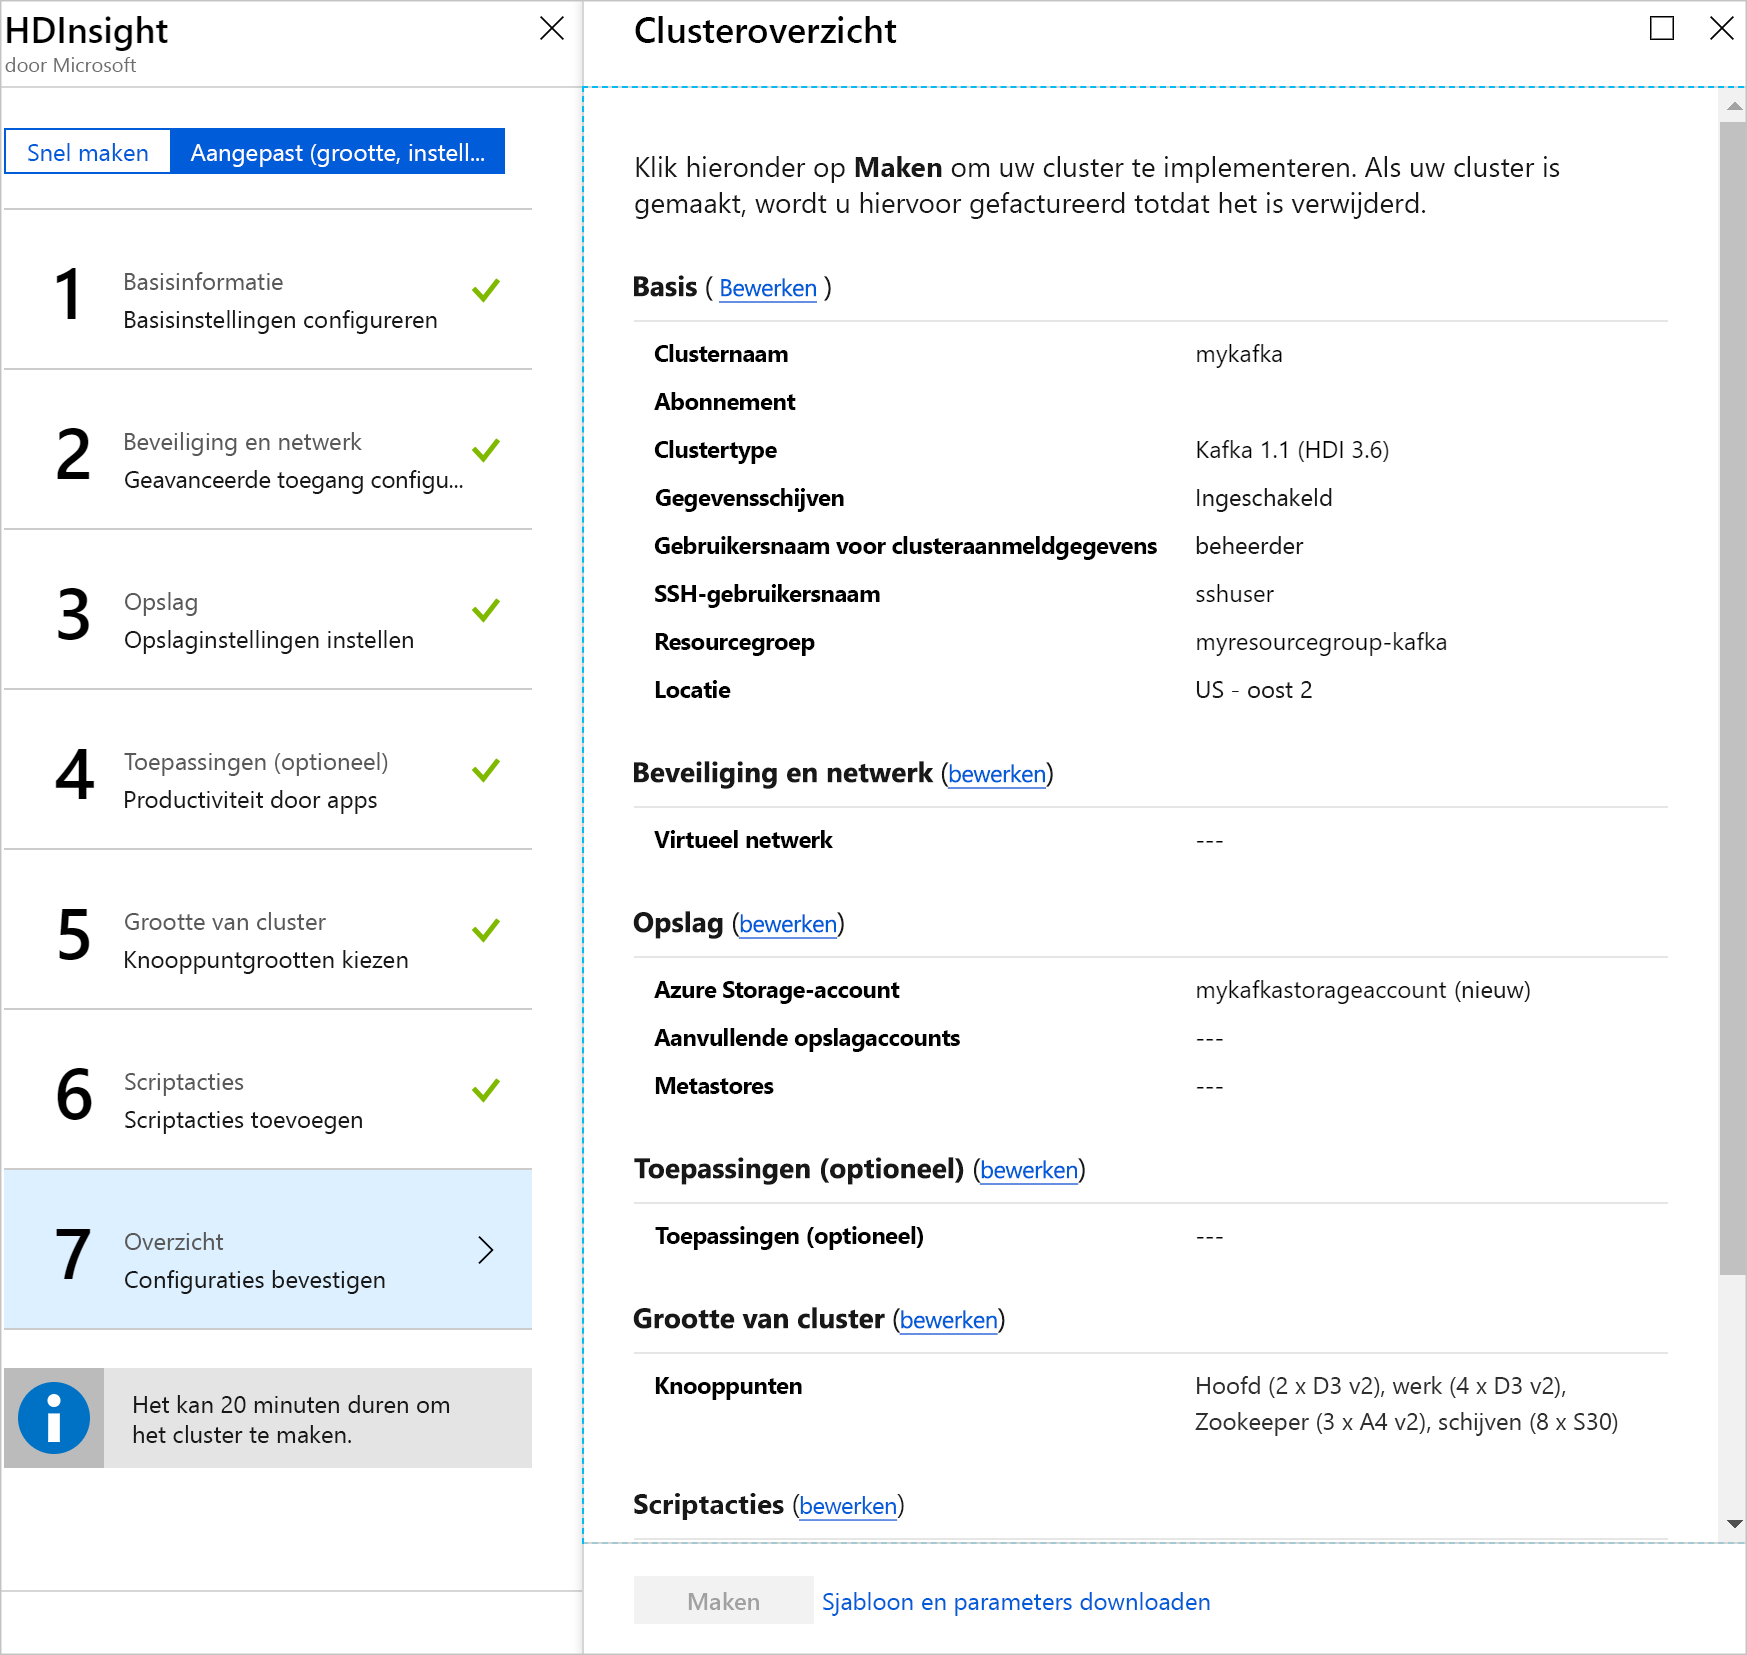 HDInsight
door Microsoft
Snel maken
Aangepast (grootte, instell...
1
Basisinformatie
Basisinstellingen configureren
2
Beveiliging en netwerk
Geavanceerde toegang configu...
3
Opslag
Opslaginstellingen instellen
4
Toepassingen (optioneel)
Productiviteit door apps
5
Grootte van cluster
Knooppuntgrootten kiezen
6
Scriptacties
Scriptacties toevoegen
7
Overzicht
Configuraties bevestigen
Het kan 20 minuten duren om
het cluster te maken.
Clusteroverzicht
Klik hieronder op Maken om uw cluster te implementeren. Als uw cluster is
gemaakt, wordt u hiervoor gefactureerd totdat het is verwijderd.
Basis ( Bewerken )
Clusternaam mykafka
Abonnement
Clustertype Kafka 1.1 (HDI 3.6)
Gegevensschijven Ingeschakeld
Gebruikersnaam voor clusteraanmeldgegevens beheerder
SSH-gebruikersnaam sshuser
Resourcegroep myresourcegroup-kafka
Locatie US - oost 2
Beveiliging en netwerk (bewerken)
Virtueel netwerk ---
Opslag (bewerken)
Azure Storage-account mykafkastorageaccount (nieuw)
Aanvullende opslagaccounts ---
Metastores ---
Toepassingen (optioneel) (bewerken)
Toepassingen (optioneel) ---
Grootte van cluster (bewerken)
Knooppunten Hoofd (2 x D3 v2), werk (4 x D3 v2),
Zookeeper (3 x A4 v2), schijven (8 x S30)
Scriptacties (bewerken)
Maken
Sjabloon en parameters downloaden